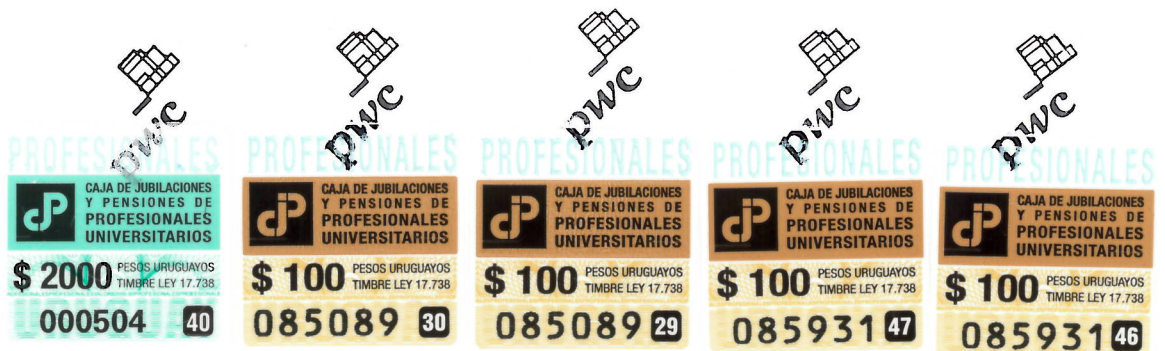 pwc
PROFESIONALES
CAJA DE JUBILACIONES
Y PENSIONES DE
PROFESIONALES
UNIVERSITARIOS
$ 2000 PESOS URUGUAYOS
TIMBRE LEY 17.738
000504 40
pwc
PROFESIONALES
CAJA DE JUBILACIONES
Y PENSIONES DE
PROFESIONALES
UNIVERSITARIOS
$ 100 PESOS URUGUAYOS
TIMBRE LEY 17.738
085089 30
pwc
PROFESIONALES
CAJA DE JUBILACIONES
Y PENSIONES DE
PROFESIONALES
UNIVERSITARIOS
$ 100 PESOS URUGUAYOS
TIMBRE LEY 17.738
085089 29
pwc
PROFESIONALES
CAJA DE JUBILACIONES
Y PENSIONES DE
PROFESIONALES
UNIVERSITARIOS
$ 100 PESOS URUGUAYOS
TIMBRE LEY 17.738
085931 47
pwc
PROFESIONALES
CAJA DE JUBILACIONES
Y PENSIONES DE
PROFESIONALES
UNIVERSITARIOS
$ 100 PESOS URUGUAYOS
TIMBRE LEY 17.738
085931 46